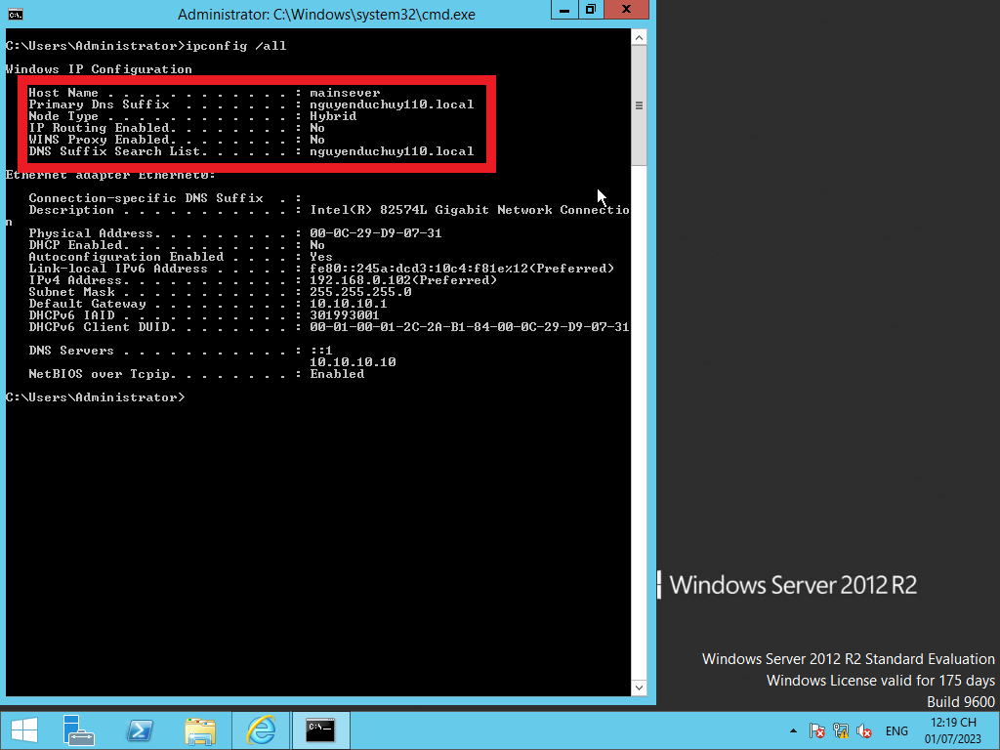 Administrator: C:\Windows\system32\cmd.exe
C:\Users\Administrator>ipconfig /all
Windows IP Configuration
Host Name . . . . . . . . . . . . : mainsever
Primary Dns Suffix  . . . . . . . : nguyenduchuy110.local
Node Type . . . . . . . . . . . . : Hybrid
IP Routing Enabled. . . . . . . . : No
WINS Proxy Enabled. . . . . . . . : No
DNS Suffix Search List. . . . . . : nguyenduchuy110.local
Ethernet adapter Ethernet0:
Connection-specific DNS Suffix  . :
Description . . . . . . . . . . . : Intel(R) 82574L Gigabit Network Connectio
n
Physical Address. . . . . . . . . : 00-0C-29-D9-07-31
DHCP Enabled. . . . . . . . . . . : No
Autoconfiguration Enabled . . . . : Yes
Link-local IPv6 Address . . . . . : fe80::245a:dcd3:10c4:f81e%12(Preferred)
IPv4 Address. . . . . . . . . . . : 192.168.0.102(Preferred)
Subnet Mask . . . . . . . . . . . : 255.255.255.0
Default Gateway . . . . . . . . . : 10.10.10.1
DHCPv6 IAID . . . . . . . . . . . : 301993001
DHCPv6 Client DUID. . . . . . . . : 00-01-00-01-2C-2A-B1-84-00-0C-29-D9-07-31
DNS Servers . . . . . . . . . . . : ::1
10.10.10.10
NetBIOS over Tcpip. . . . . . . . : Enabled
C:\Users\Administrator>
Windows Server 2012 R2
Windows Server 2012 R2 Standard Evaluation
Windows License valid for 175 days
Build 9600
ENG
12:19 CH
01/07/2023